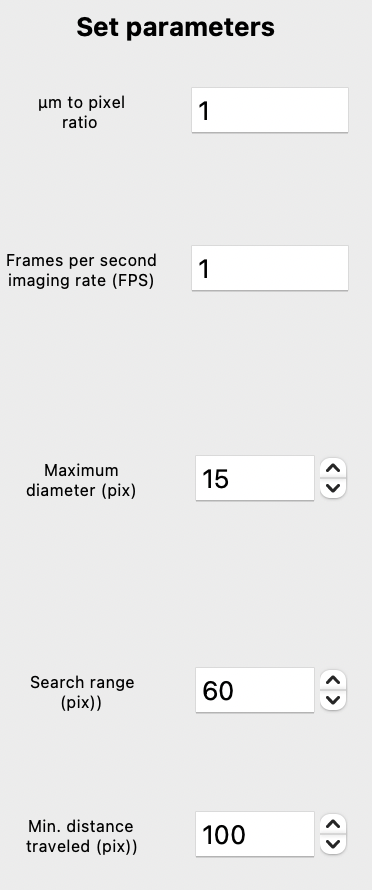 Set parameters
µm to pixel
ratio
1
Frames per second
imaging rate (FPS)
1
Maximum
diameter (pix)
15
Search range
(pix))
60
Min. distance
traveled (pix))
100